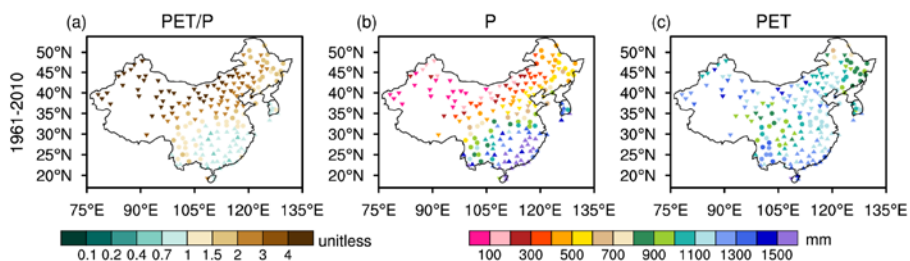 (a) PET/P
(b) P
(c) PET
1961-2010
50°N
45°N
40°N
35°N
30°N
25°N
20°N
50°N
45°N
40°N
35°N
30°N
25°N
20°N
50°N
45°N
40°N
35°N
30°N
25°N
20°N
75°E 90°E 105°E 120°E 135°E
75°E 90°E 105°E 120°E 135°E
75°E 90°E 105°E 120°E 135°E
unitless
0.1 0.2 0.4 0.7 1 1.5 2 3 4
mm
100 300 500 700 900 1100 1300 1500